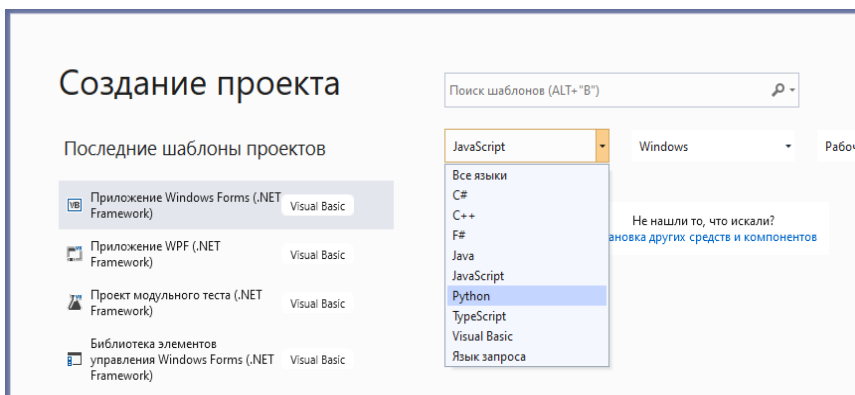 Создание проекта
Поиск шаблонов (ALT+"В")
Последние шаблоны проектов
JavaScript
Windows
Рабоч
Приложение Windows Forms (.NET
Framework)
Visual Basic
Приложение WPF (.NET
Framework)
Visual Basic
Проект модульного теста (.NET
Framework)
Visual Basic
Библиотека элементов
управления Windows Forms (.NET
Framework)
Visual Basic
Все языки
C#
C++
F#
Java
JavaScript
Python
TypeScript
Visual Basic
Язык запроса
Не нашли то, что искали?
ановка других средств и компонентов